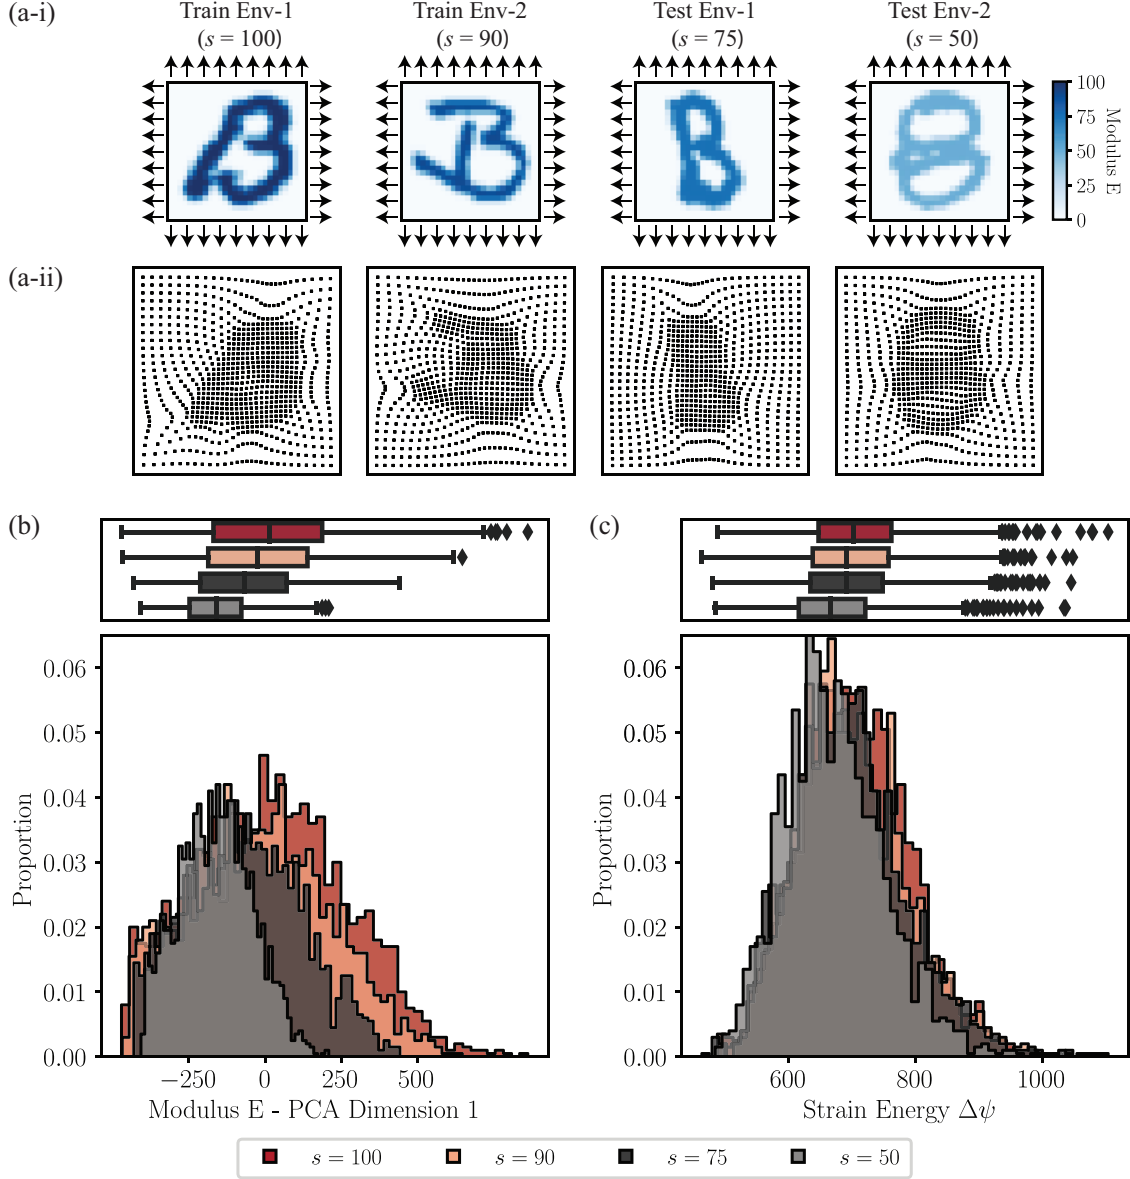 (a-i)
Train Env-1
(s = 100)
Train Env-2
(s = 90)
Test Env-1
(s = 75)
Test Env-2
(s = 50)
B
B
B
B
100
75
50
25
0
Modulus E
(a-ii)
(b)
0.06
0.05
0.04
0.03
0.02
0.01
0.00
Proportion
−250
0
250
500
Modulus E - PCA Dimension 1
(c)
0.06
0.05
0.04
0.03
0.02
0.01
0.00
Proportion
600
800
1000
Strain Energy Δψ
s = 100
s = 90
s = 75
s = 50